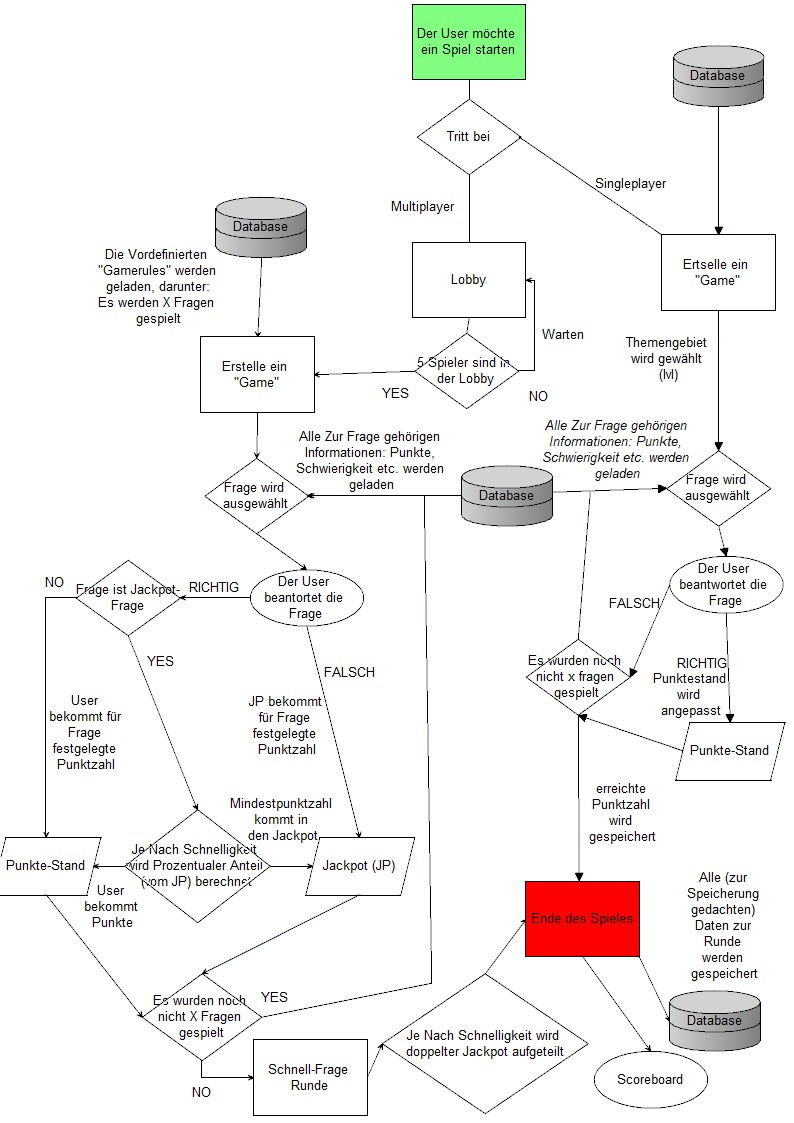 Der User möchte
ein Spiel starten
Database
Tritt bei
Singleplayer
Multiplayer
Database
Die Vordefinierten
"Gamerules" werden
geladen, darunter:
Es werden X Fragen
gespielt
Lobby
Ertselle ein
"Game"
Warten
Themengebiet
wird gewählt
(lvl)
Erstelle ein
"Game"
5 Spieler sind in
der Lobby
YES
NO
Alle Zur Frage gehörigen
Informationen: Punkte,
Schwierigkeit etc. werden
geladen
Alle Zur Frage gehörigen
Informationen: Punkte,
Schwierigkeit etc. werden
geladen
Frage wird
ausgewählt
Database
Frage wird
ausgewählt
NO
Frage ist Jackpot-
Frage
RICHTIG
Der User
beantortet die
Frage
Der User
beantwortet die
Frage
FALSCH
YES
FALSCH
Es wurden noch
nicht x fragen
gespielt
RICHTIG
Punktestand
wird
angepasst
User
bekommt für
Frage
festgelegte
Punktzahl
JP bekommt
für Frage
festgelegte
Punktzahl
Punkte-Stand
erreichte
Punktzahl
wird
gespeichert
Mindestpunktzahl
kommt in
den Jackpot
Punkte-Stand
Je Nach Schnelligkeit
wird Prozentualer Anteil
(vom JP) berechnet
Jackpot (JP)
User
bekommt
Punkte
Ende des Spieles
Alle (zur
Speicherung
gedachten)
Daten zur
Runde
werden
gespeichert
Es wurden noch
nicht X Fragen
gespielt
YES
Database
Je Nach Schnelligkeit wird
doppelter Jackpot aufgeteilt
NO
Schnell-Frage
Runde
Scoreboard